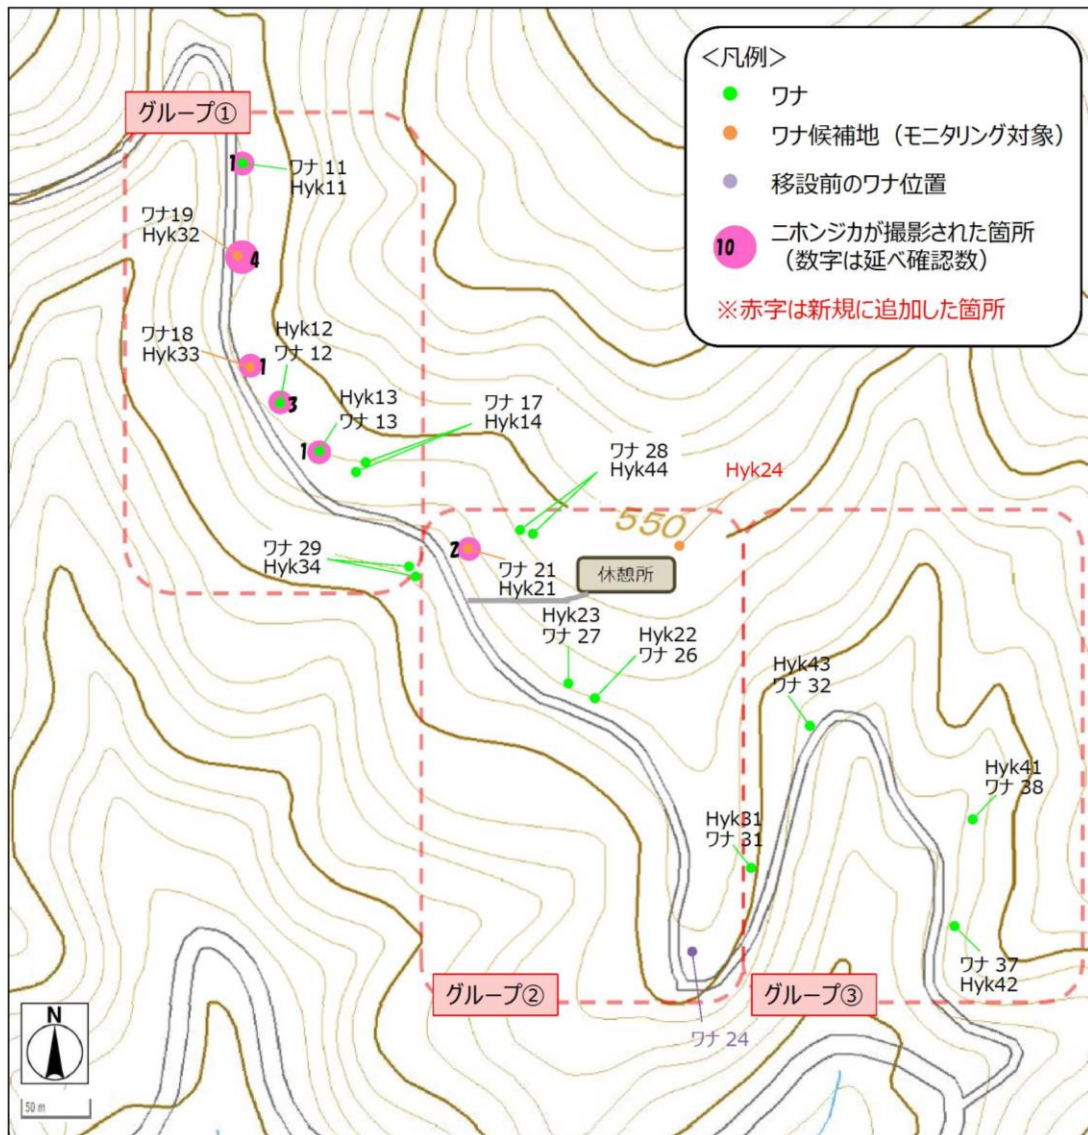 <凡例>
ワナ
ワナ候補地（モニタリング対象）
移設前のワナ位置
10
ニホンジカが撮影された箇所
（数字は延べ確認数）
※赤字は新規に追加した箇所
グループ①
1
ワナ 11
Hyk11
ワナ19
Hyk32
4
ワナ18
Hyk33
1
Hyk12
ワナ 12
3
Hyk13
ワナ 13
1
ワナ 17
Hyk14
ワナ 28
Hyk44
Hyk24
550
休憩所
2
ワナ 21
Hyk21
ワナ 29
Hyk34
Hyk23
ワナ 27
Hyk22
ワナ 26
Hyk43
ワナ 32
Hyk41
ワナ 38
Hyk31
ワナ 31
ワナ 37
Hyk42
グループ②
グループ③
ワナ 24
N
50 m